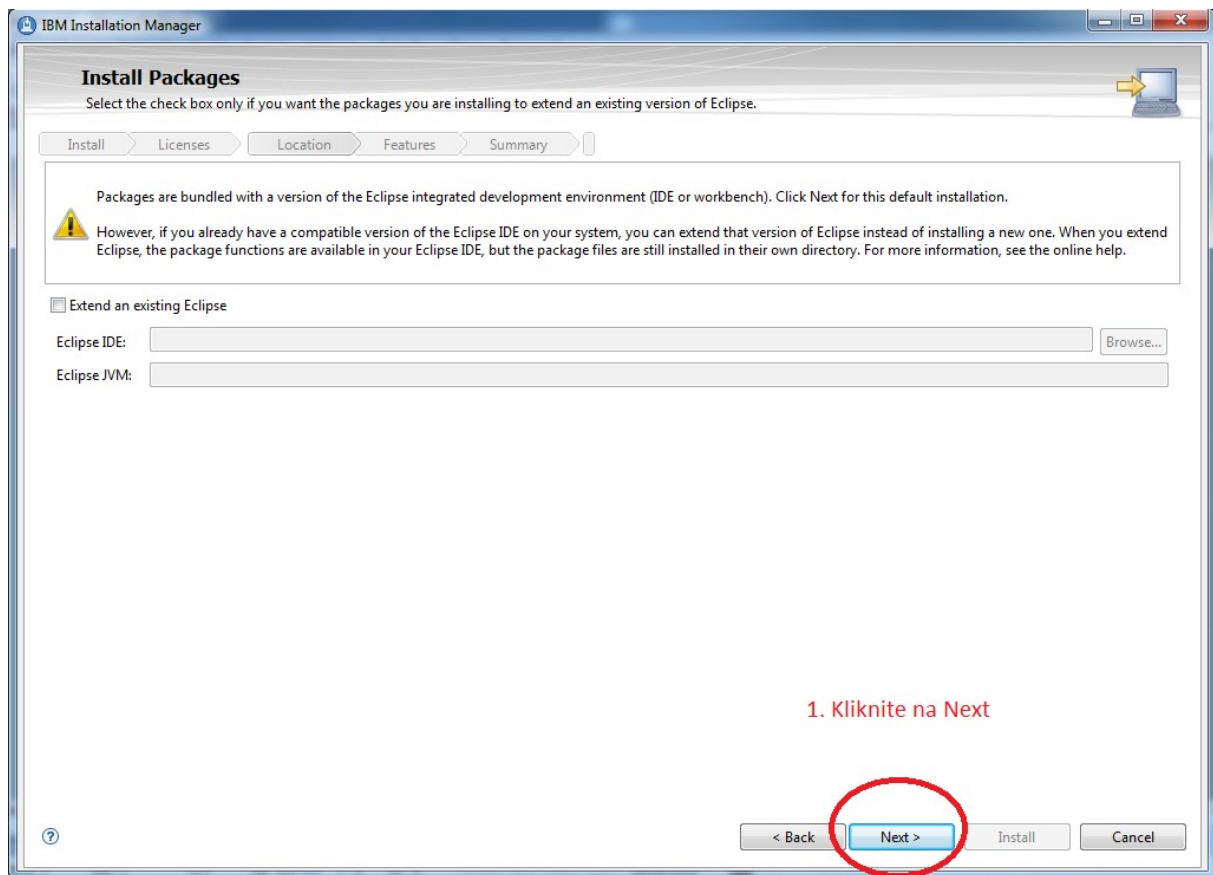 IBM Installation Manager
Install Packages
Select the check box only if you want the packages you are installing to extend an existing version of Eclipse.
Install Licenses Location Features Summary
Packages are bundled with a version of the Eclipse integrated development environment (IDE or workbench). Click Next for this default installation.
However, if you already have a compatible version of the Eclipse IDE on your system, you can extend that version of Eclipse instead of installing a new one. When you extend
Eclipse, the package functions are available in your Eclipse IDE, but the package files are still installed in their own directory. For more information, see the online help.
Extend an existing Eclipse
Eclipse IDE: Browse...
Eclipse JVM:
1. Kliknite na Next
? < Back Next > Install Cancel